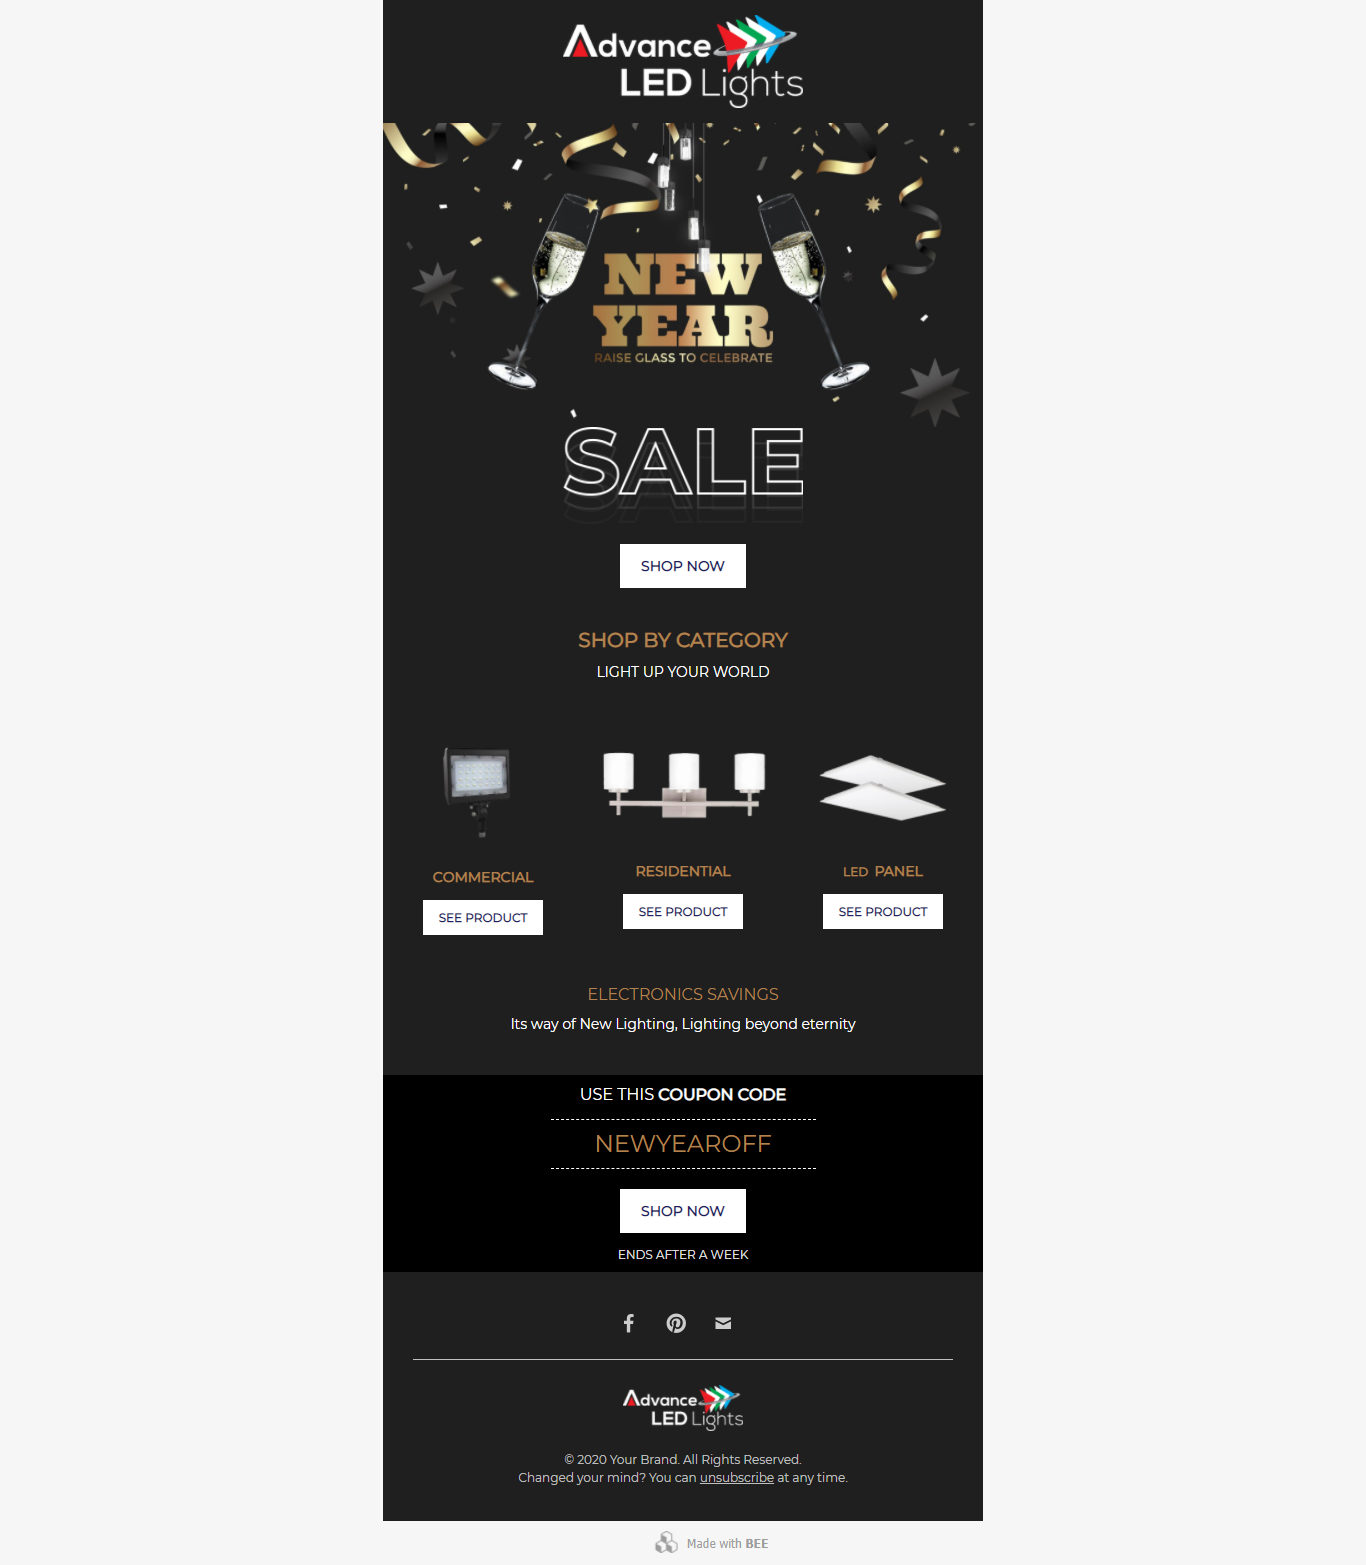 Advance
LED Lights
NEW
YEAR
RAISE GLASS TO CELEBRATE
SALE
SHOP NOW
SHOP BY CATEGORY
LIGHT UP YOUR WORLD
COMMERCIAL
SEE PRODUCT
RESIDENTIAL
SEE PRODUCT
LED PANEL
SEE PRODUCT
ELECTRONICS SAVINGS
Its way of New Lighting, Lighting beyond eternity
USE THIS COUPON CODE
NEWYEAROFF
SHOP NOW
ENDS AFTER A WEEK
Advance
LED Lights
© 2020 Your Brand. All Rights Reserved.
Changed your mind? You can unsubscribe at any time.
Made with BEE